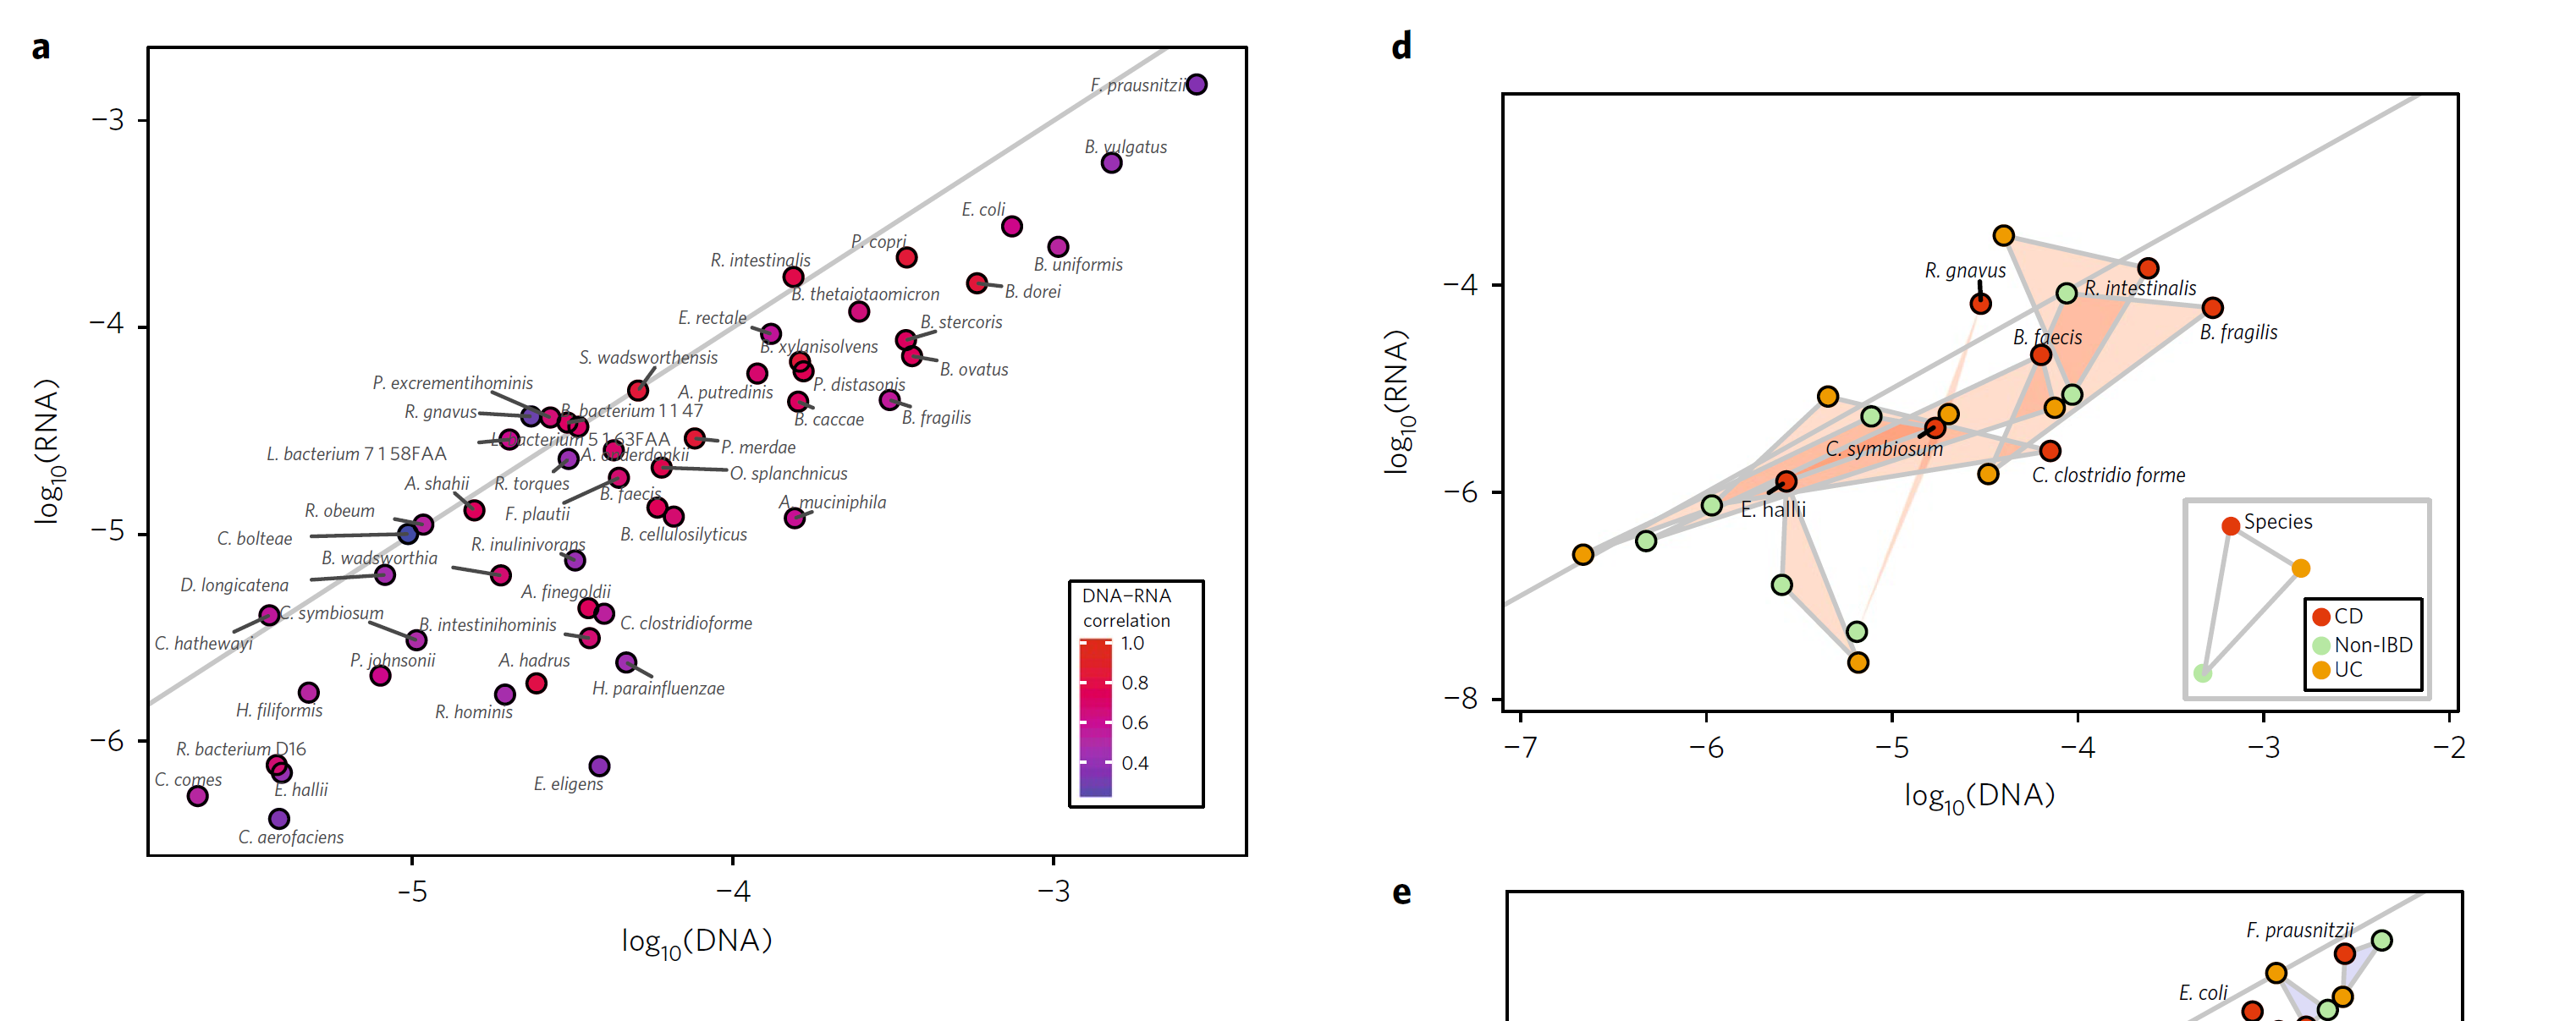 a
−3
−4
−5
−6
log10(RNA)
F. prausnitzii
B. vulgatus
E. coli
B. uniformis
P. copri
R. intestinalis
B. dorei
B. thetaiotaomicron
E. rectale
B. stercoris
B. xylanisolvens
S. wadsworthensis
B. ovatus
P. excrementihominis
A. putredinis
P. distasonis
R. gnavus
B. bacterium 1 1 47
B. caccae
B. fragilis
L. bacterium 5 1 63FAA
P. merdae
L. bacterium 7 1 58FAA
A. onderdonkii
O. splanchnicus
A. shahii
R. torques
B. faecis
A. muciniphila
R. obeum
F. plautii
C. bolteae
B. cellulosilyticus
R. inulinivorans
B. wadsworthia
D. longicatena
A. finegoldii
C. symbiosum
B. intestinihominis
C. clostridioforme
C. hathewayi
P. johnsonii
A. hadrus
H. parainfluenzae
H. filiformis
R. hominis
R. bacterium D16
C. comes
E. hallii
E. eligens
C. aerofaciens
DNA−RNA
correlation
1.0
0.8
0.6
0.4
-5
−4
−3
log10(DNA)
d
−4
−6
−8
log10(RNA)
R. gnavus
R. intestinalis
B. faecis
B. fragilis
C. symbiosum
C. clostridio forme
E. hallii
Species
CD
Non-IBD
UC
−7
−6
−5
−4
−3
−2
log10(DNA)
e
F. prausnitzii
E. coli